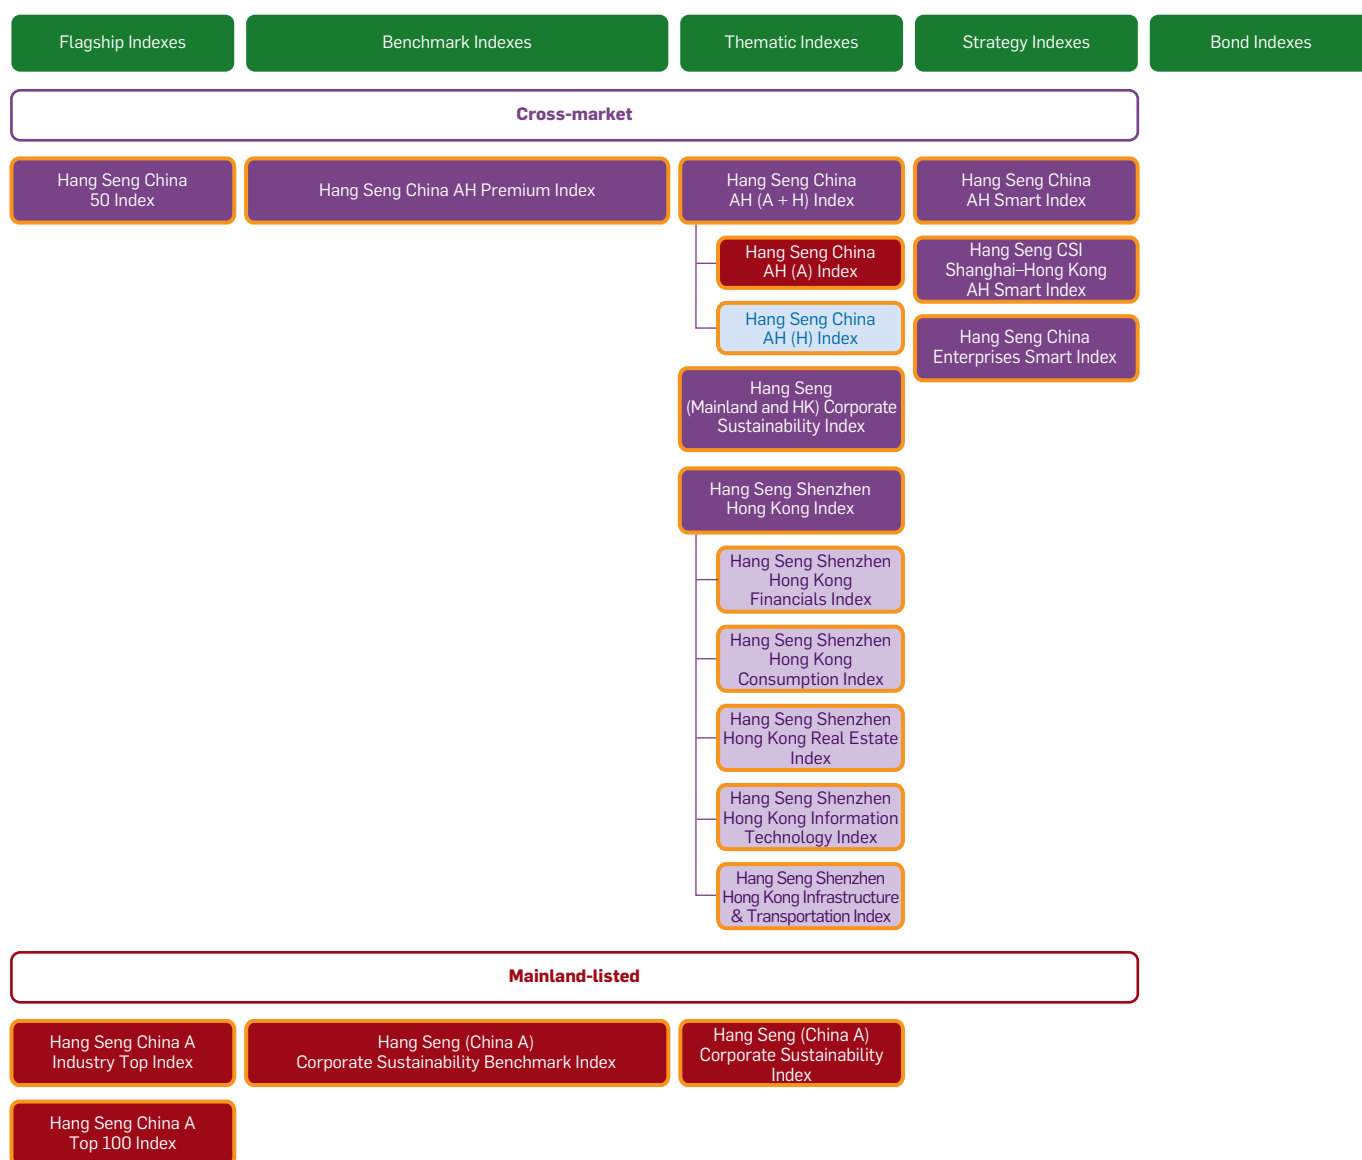 Flagship Indexes
Benchmark Indexes
Thematic Indexes
Strategy Indexes
Bond Indexes
Cross-market
Hang Seng China
50 Index
Hang Seng China AH Premium Index
Hang Seng China
AH (A + H) Index
Hang Seng China
AH Smart Index
Hang Seng China
AH (A) Index
Hang Seng CSI
Shanghai–Hong Kong
AH Smart Index
Hang Seng China
AH (H) Index
Hang Seng China
Enterprises Smart Index
Hang Seng
(Mainland and HK) Corporate
Sustainability Index
Hang Seng Shenzhen
Hong Kong Index
Hang Seng Shenzhen
Hong Kong
Financials Index
Hang Seng Shenzhen
Hong Kong
Consumption Index
Hang Seng Shenzhen
Hong Kong Real Estate
Index
Hang Seng Shenzhen
Hong Kong Information
Technology Index
Hang Seng Shenzhen
Hong Kong Infrastructure
& Transportation Index
Mainland-listed
Hang Seng China A
Industry Top Index
Hang Seng (China A)
Corporate Sustainability Benchmark Index
Hang Seng (China A)
Corporate Sustainability
Index
Hang Seng China A
Top 100 Index